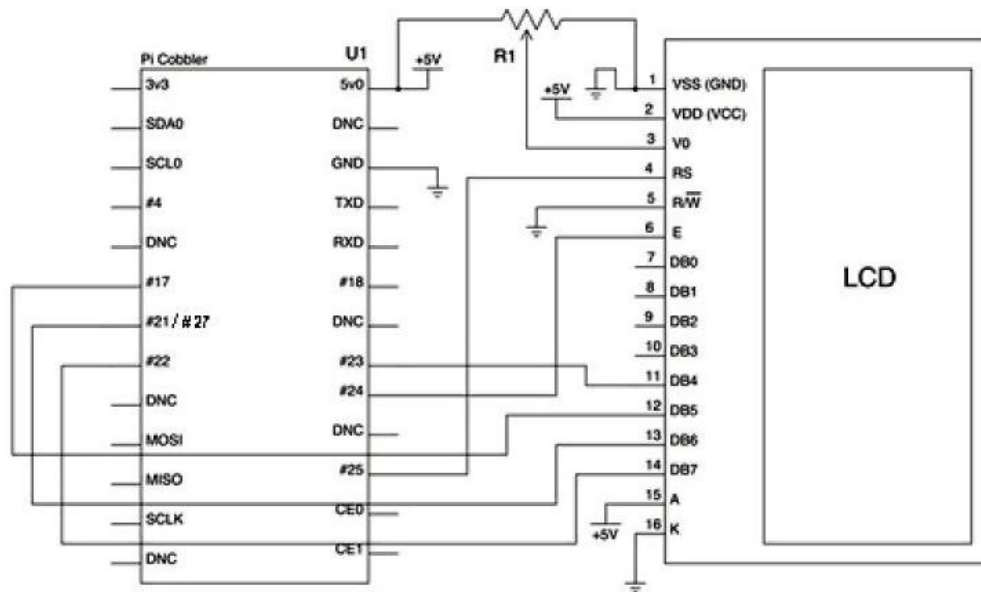 Pi Cobbler
U1
3v3
SDA0
SCL0
#4
DNC
#17
#21 / #27
#22
DNC
MOSI
MISO
SCLK
DNC
5v0
DNC
GND
TXD
RXD
#18
DNC
#23
#24
DNC
#25
CE0
CE1
+5V
R1
+5V
1 VSS (GND)
2 VDD (VCC)
3 V0
4 RS
5 R/W̅
6 E
7 DB0
8 DB1
9 DB2
10 DB3
11 DB4
12 DB5
13 DB6
14 DB7
15 A
16 K
+5V
LCD